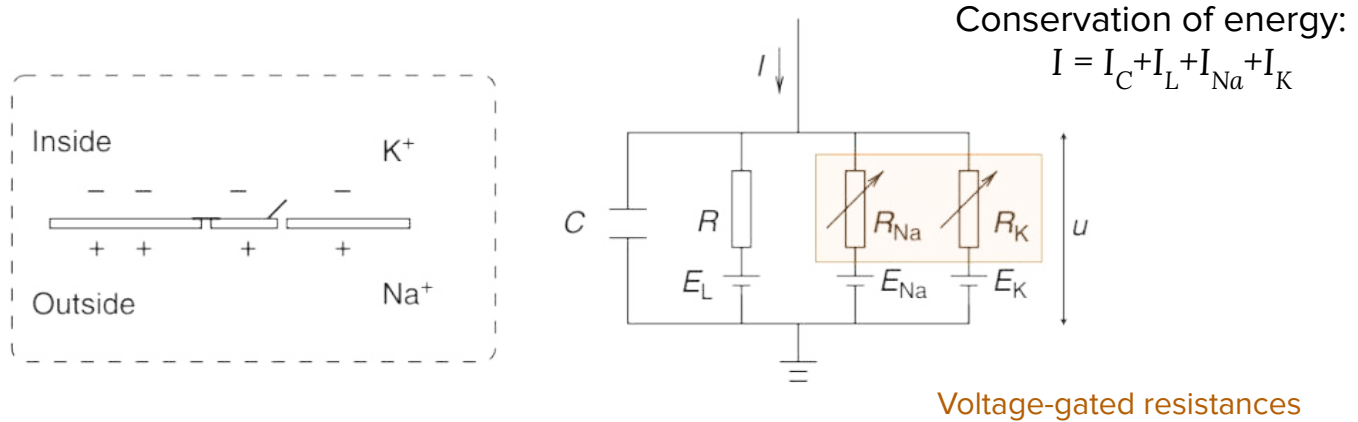 Conservation of energy:
I = I_C+I_L+I_Na+I_K
Inside
K⁺
− − − −
+ + + +
Outside
Na⁺
I
C
R
R_Na
R_K
u
E_L
E_Na
E_K
Voltage-gated resistances